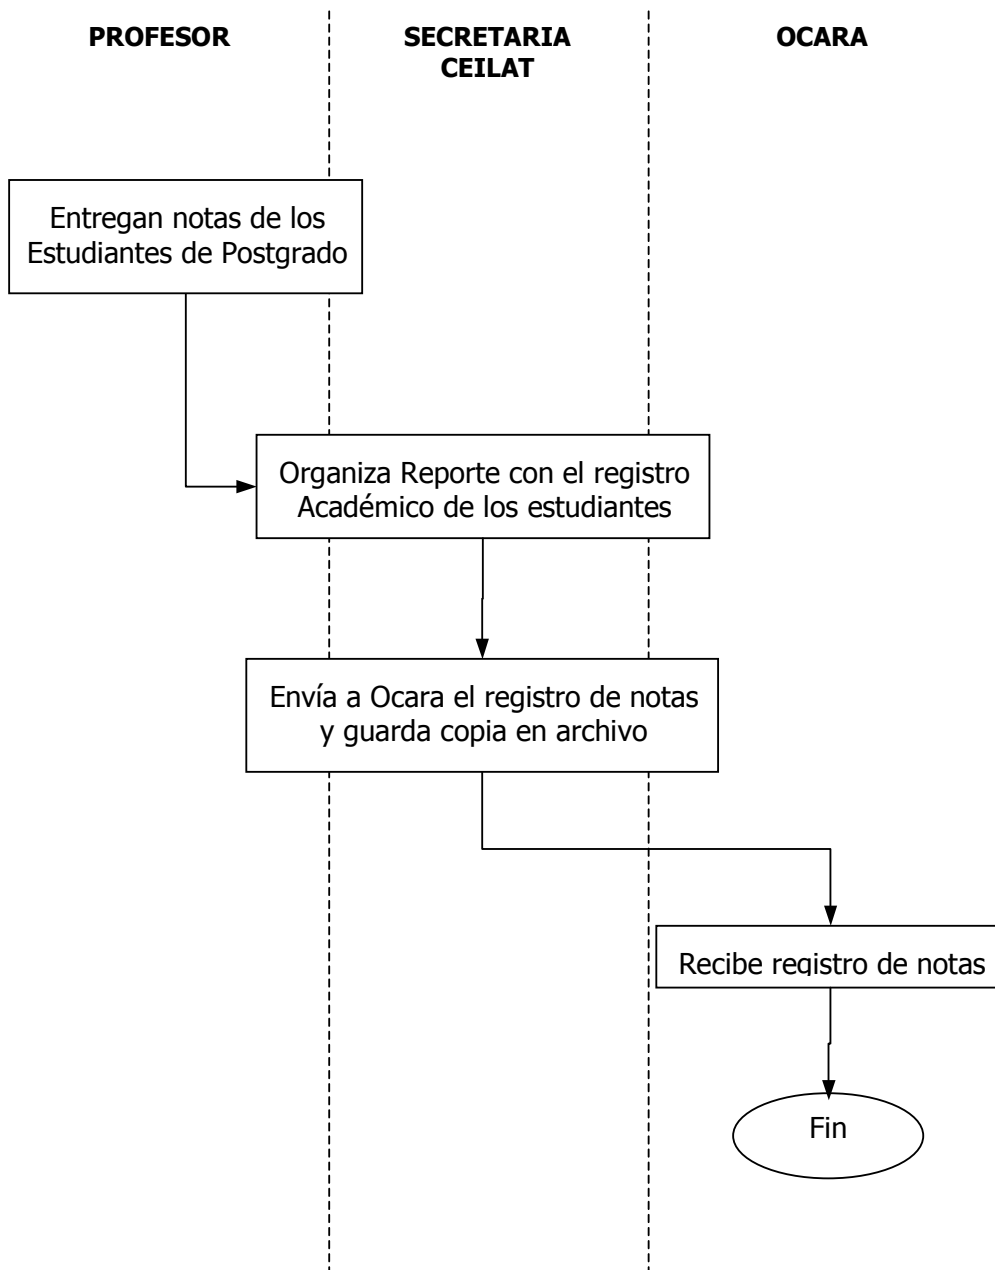 PROFESOR
SECRETARIA
CEILAT
OCARA
Entregan notas de los
Estudiantes de Postgrado
Organiza Reporte con el registro
Académico de los estudiantes
Envía a Ocara el registro de notas
y guarda copia en archivo
Recibe registro de notas
Fin